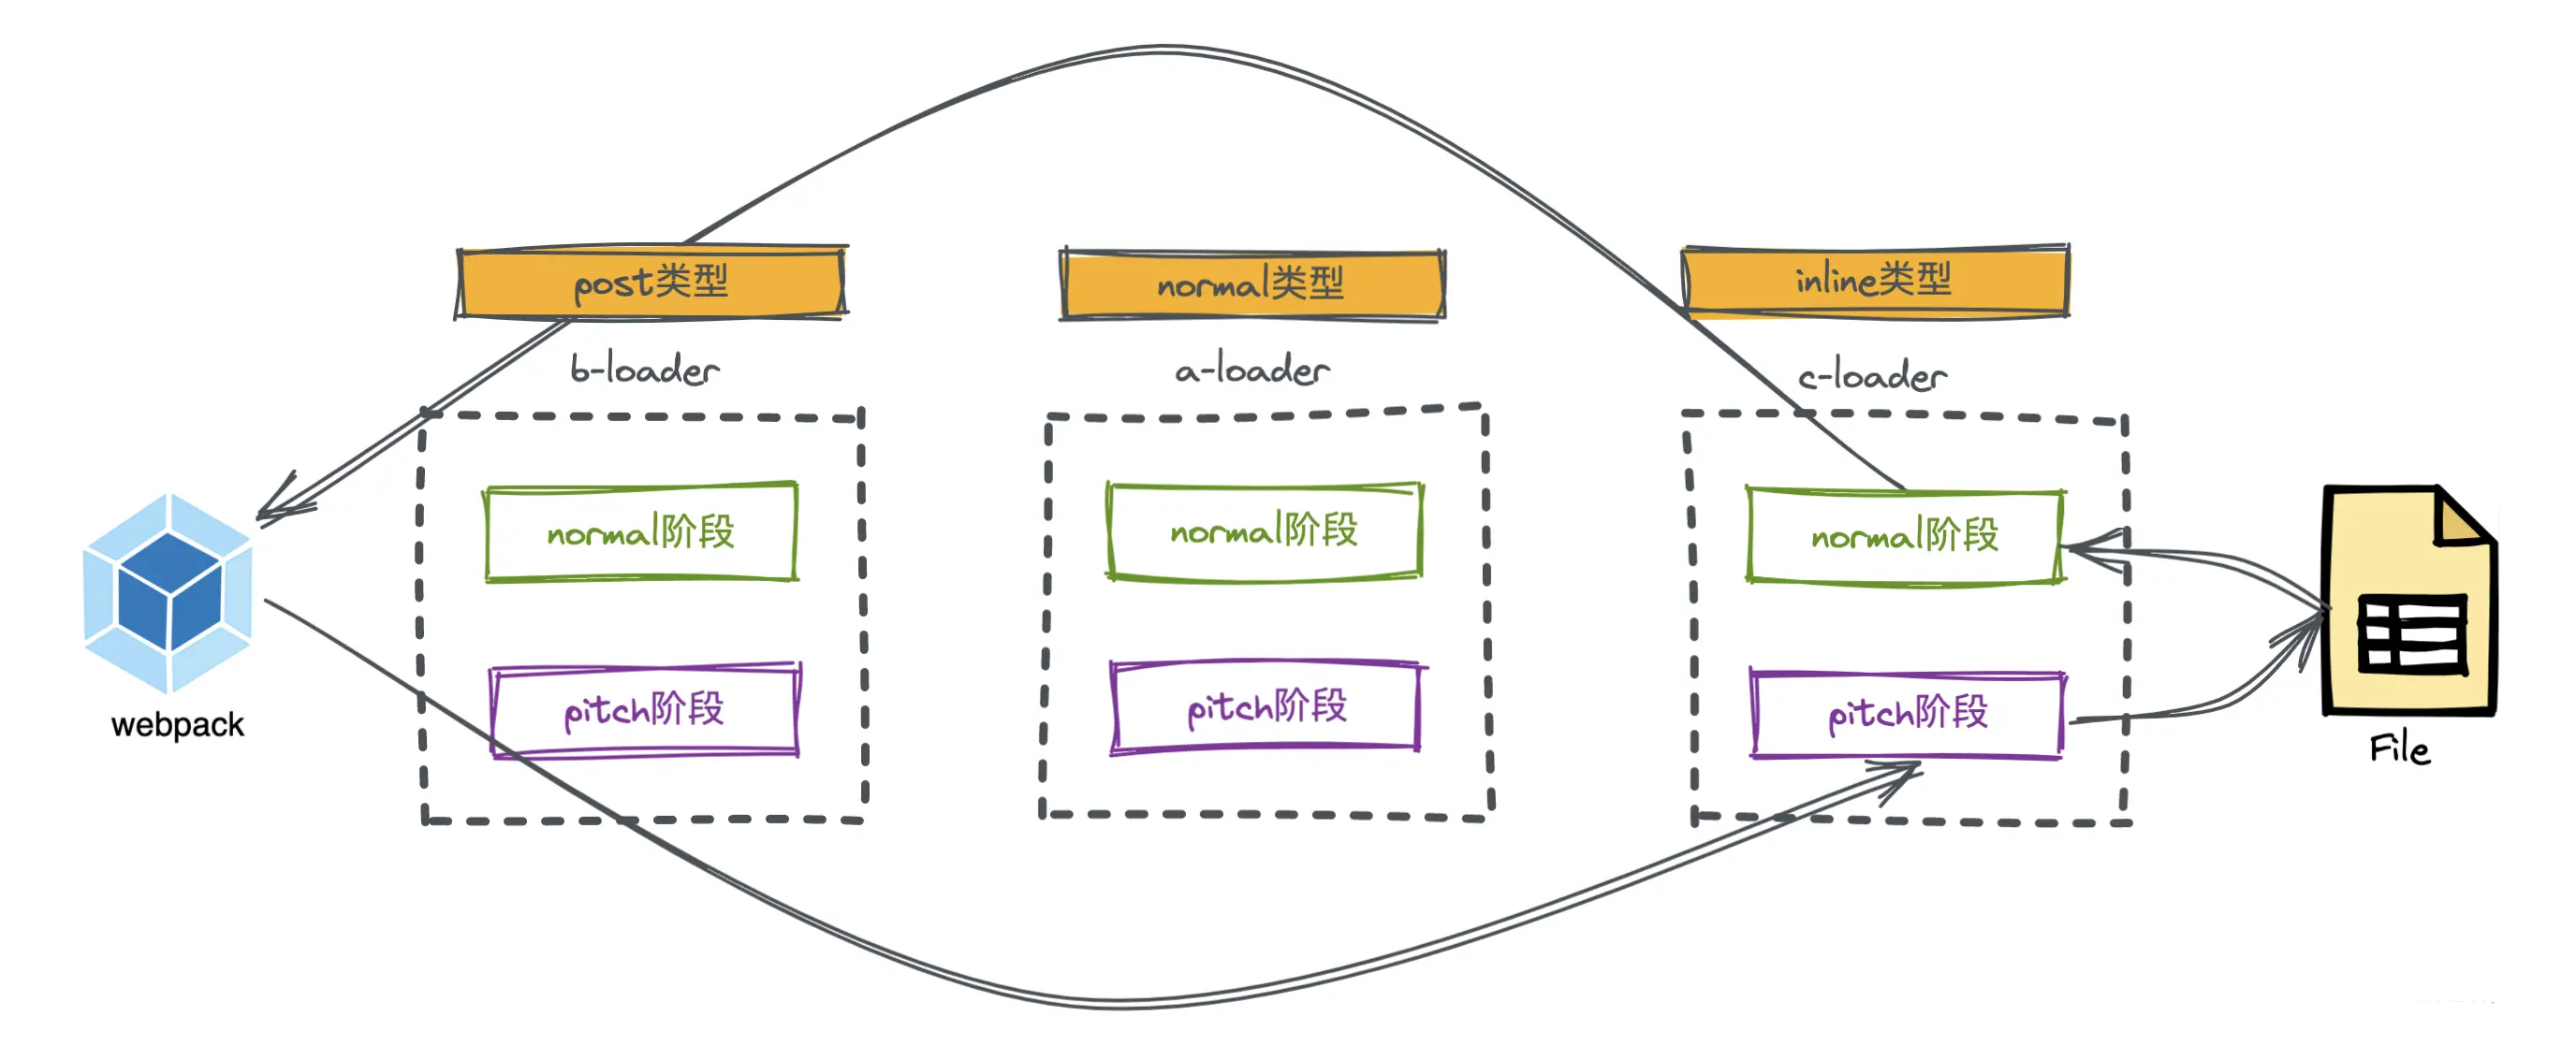 post类型
normal类型
inline类型
b-loader
a-loader
c-loader
normal阶段
normal阶段
normal阶段
pitch阶段
pitch阶段
pitch阶段
webpack
File